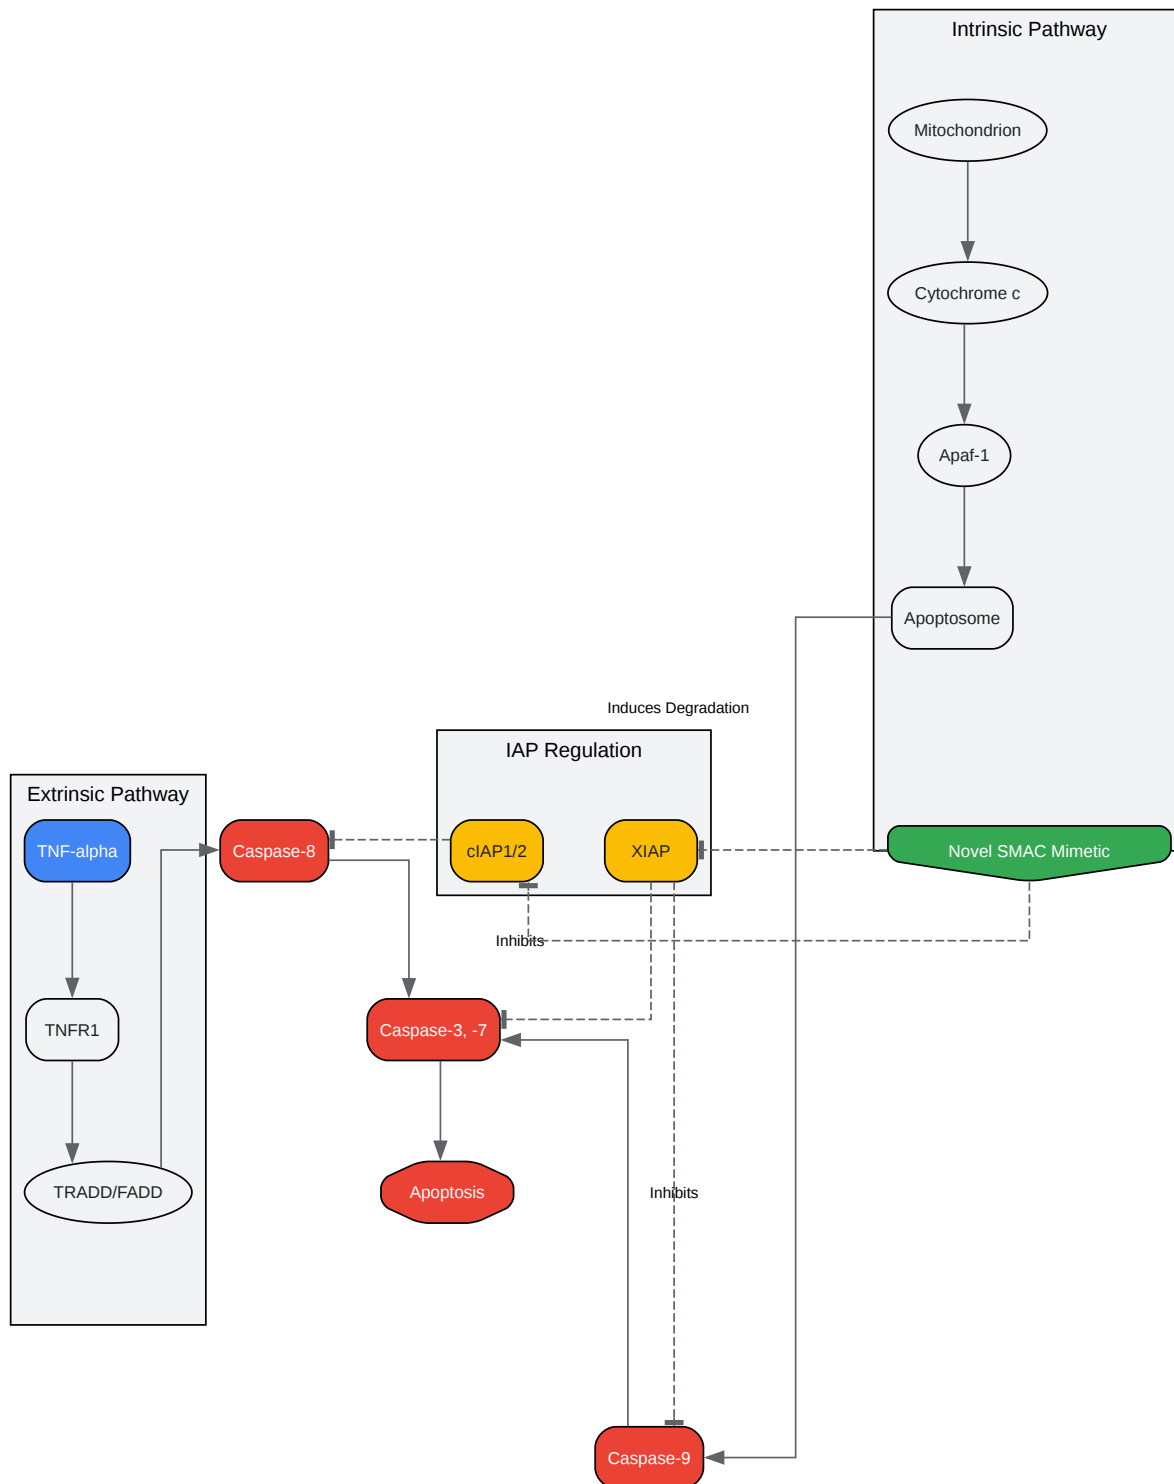 Intrinsic Pathway
Mitochondrion
Cytochrome c
Apaf-1
Apoptosome
Induces Degradation
IAP Regulation
Extrinsic Pathway
TNF-alpha
Caspase-8
cIAP1/2
XIAP
Novel SMAC Mimetic
Inhibits
TNFR1
Caspase-3, -7
TRADD/FADD
Apoptosis
Inhibits
Caspase-9